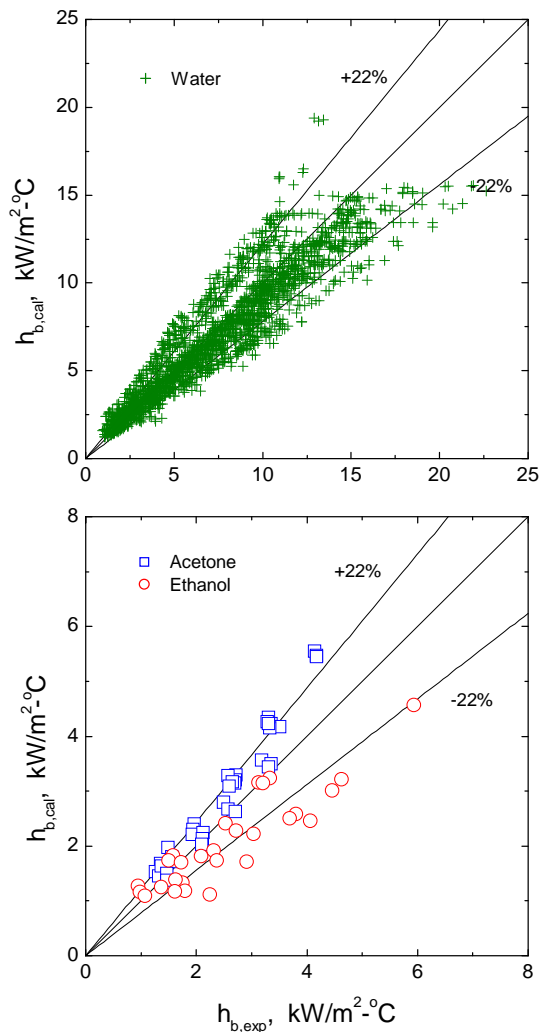 25
20
15
10
5
0
h_b,cal, kW/m²-°C
+ Water
+22%
-22%
0 5 10 15 20 25
8
6
4
2
0
h_b,cal, kW/m²-°C
Acetone
Ethanol
+22%
-22%
0 2 4 6 8
h_b,exp, kW/m²-°C